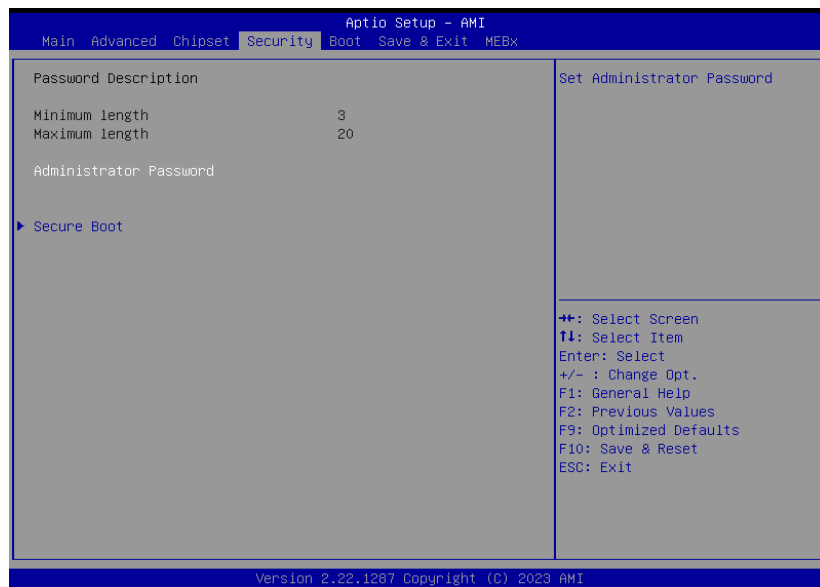 Aptio Setup – AMI
Main Advanced Chipset Security Boot Save & Exit MEBx
Password Description
Minimum length 3
Maximum length 20
Administrator Password
Secure Boot
Set Administrator Password
→←: Select Screen
↑↓: Select Item
Enter: Select
+/- : Change Opt.
F1: General Help
F2: Previous Values
F9: Optimized Defaults
F10: Save & Reset
ESC: Exit
Version 2.22.1287 Copyright (C) 2023 AMI